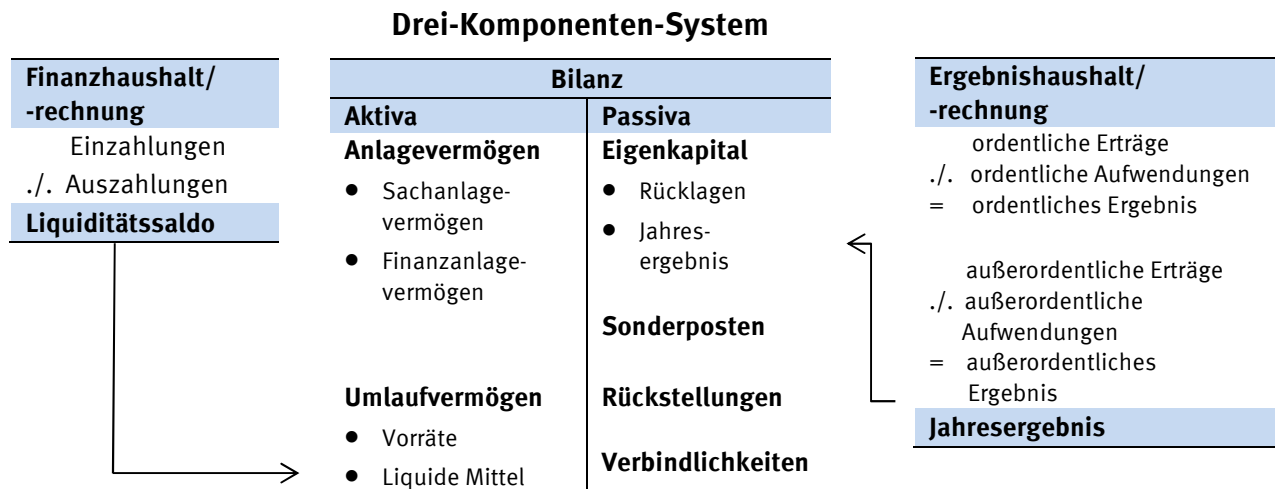 Drei-Komponenten-System
Finanzhaushalt/
-rechnung
Einzahlungen
./. Auszahlungen
Liquiditätssaldo
Bilanz
Aktiva
Anlagevermögen
● Sachanlage-
vermögen
● Finanzanlage-
vermögen
Umlaufvermögen
● Vorräte
● Liquide Mittel
Passiva
Eigenkapital
● Rücklagen
● Jahres-
ergebnis
Sonderposten
Rückstellungen
Verbindlichkeiten
Ergebnishaushalt/
-rechnung
ordentliche Erträge
./. ordentliche Aufwendungen
= ordentliches Ergebnis
außerordentliche Erträge
./. außerordentliche
Aufwendungen
= außerordentliches
Ergebnis
Jahresergebnis